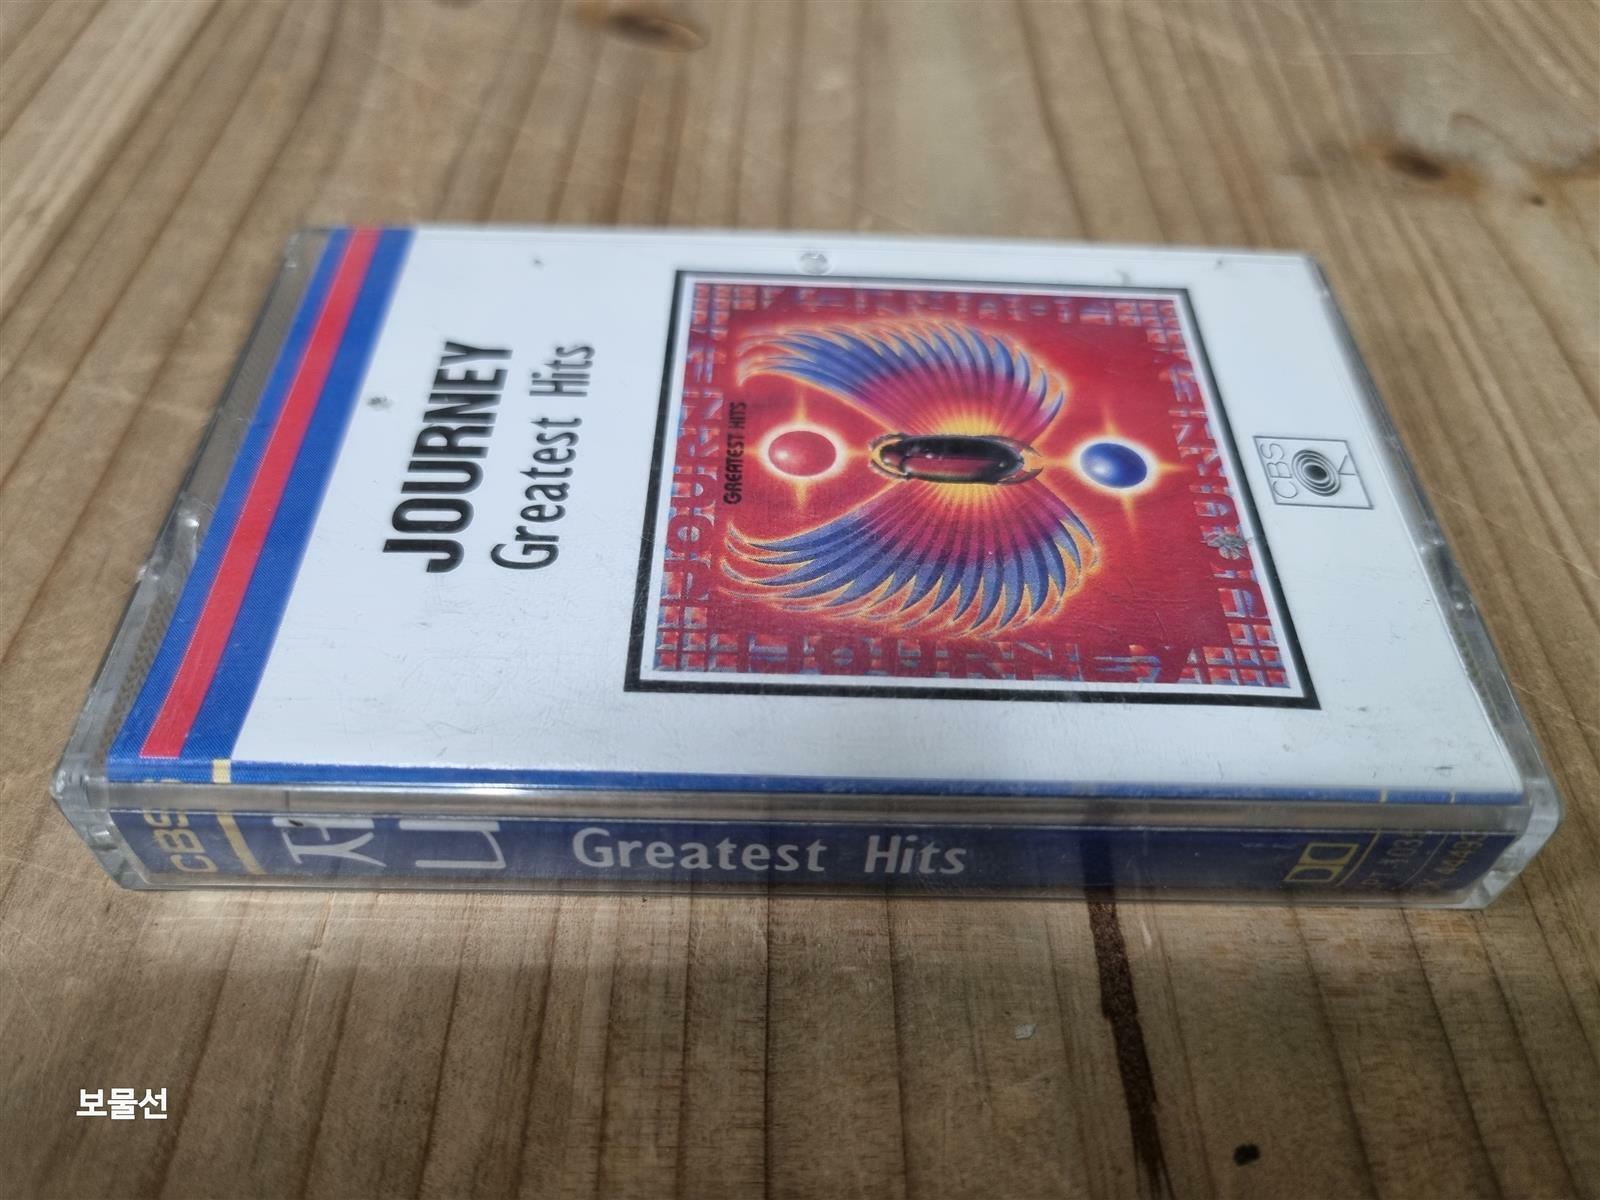 JOURNEY
Greatest Hits
GREATEST HITS
CBS
CBS
저
니
Greatest Hits
보물선